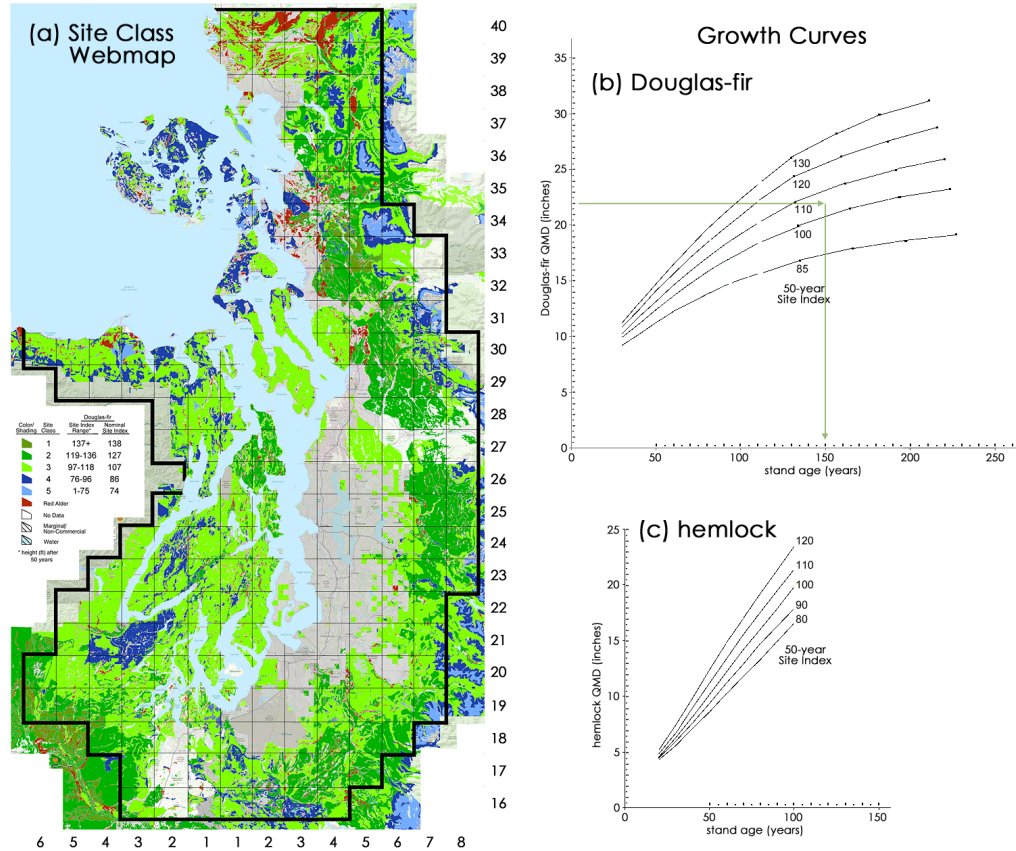 (a) Site Class
Webmap
40
39
38
37
36
35
34
33
32
31
30
29
28
27
26
25
24
23
22
21
20
19
18
17
16
6 5 4 3 2 1 1 2 3 4 5 6 7 8
Douglas-fir
Color/ Site Site Index Nominal
Shading Class Range* Site Index
1 137+ 138
2 119-136 127
3 97-118 107
4 76-96 86
5 1-75 74
Red Alder
No Data
Marginal/
Non-Commercial
Water
* height (ft) after
50 years
Growth Curves
(b) Douglas-fir
Douglas-fir QMD (inches)
35
30
25
20
15
10
5
0
130
120
110
100
85
50-year
Site Index
0 50 100 150 200 250
stand age (years)
(c) hemlock
hemlock QMD (inches)
25
20
15
10
5
0
120
110
100
90
80
50-year
Site Index
0 50 100 150
stand age (years)